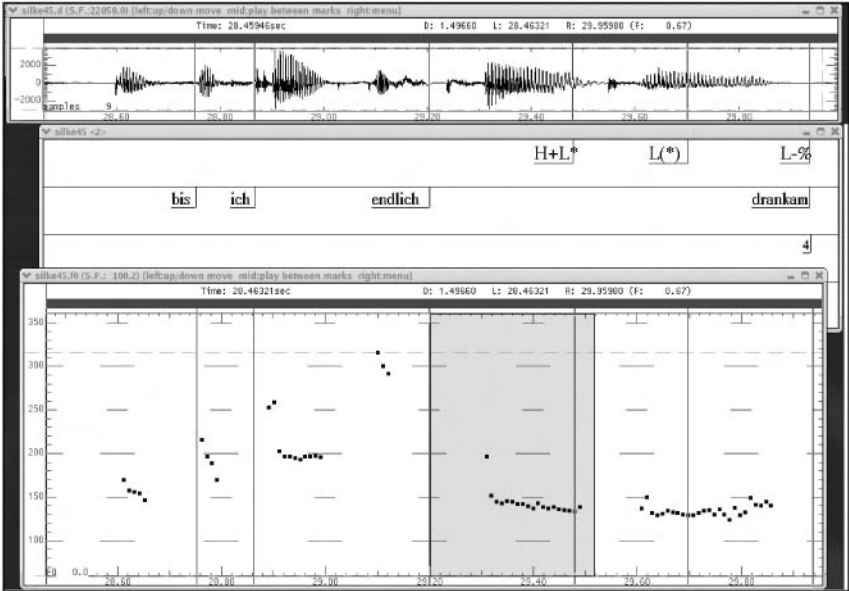 silke45.d (S.F.:22050.0) [left:up/down move mid:play between marks right:menu]
Time: 28.45946sec D: 1.49660 L: 28.46321 R: 29.95980 (F: 0.67)
2000
0
-2000
samples 9
28.60 28.80 29.00 29.20 29.40 29.60 29.80
silke45 <2>
H+L* L(*) L-%
bis ich endlich drankam
4
silke45.f0 (S.F.: 100.2) [left:up/down move mid:play between marks right:menu]
Time: 28.46321sec D: 1.49660 L: 28.46321 R: 29.95980 (F: 0.67)
350
300
250
200
150
100
0.0
28.60 28.80 29.00 29.20 29.40 29.60 29.80